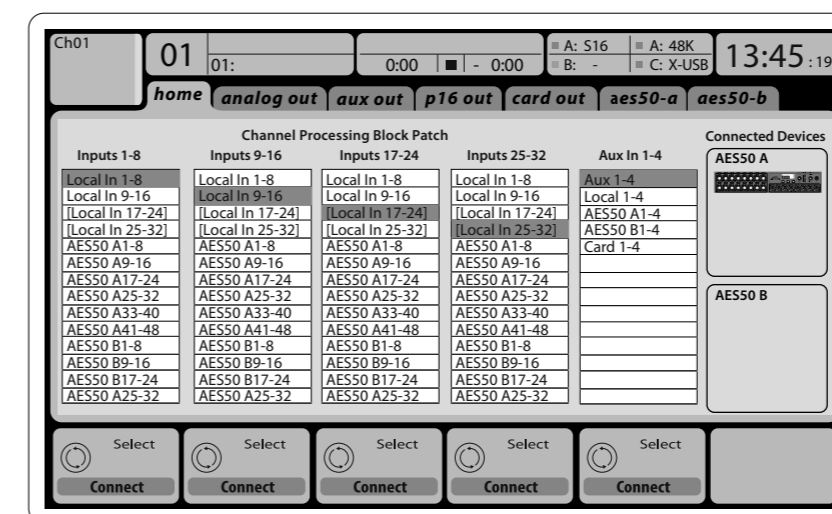 Ch01
01
01:
0:00 - 0:00
A: S16 A: 48K
B: - C: X-USB
13:45 :19
home analog out aux out p16 out card out aes50-a aes50-b
Channel Processing Block Patch
Connected Devices
Inputs 1-8 Inputs 9-16 Inputs 17-24 Inputs 25-32 Aux In 1-4
AES50 A
Local In 1-8 Local In 1-8 Local In 1-8 Local In 1-8 Aux 1-4
Local In 9-16 Local In 9-16 Local In 9-16 Local In 9-16 Local 1-4
[Local In 17-24] [Local In 17-24] [Local In 17-24] [Local In 17-24] AES50 A1-4
[Local In 25-32] [Local In 25-32] [Local In 25-32] [Local In 25-32] AES50 B1-4
AES50 A1-8 AES50 A1-8 AES50 A1-8 AES50 A1-8 Card 1-4
AES50 A9-16 AES50 A9-16 AES50 A9-16 AES50 A9-16
AES50 A17-24 AES50 A17-24 AES50 A17-24 AES50 A17-24
AES50 A25-32 AES50 A25-32 AES50 A25-32 AES50 A25-32
AES50 B
AES50 A33-40 AES50 A33-40 AES50 A33-40 AES50 A33-40
AES50 A41-48 AES50 A41-48 AES50 A41-48 AES50 A41-48
AES50 B1-8 AES50 B1-8 AES50 B1-8 AES50 B1-8
AES50 B9-16 AES50 B9-16 AES50 B9-16 AES50 B9-16
AES50 B17-24 AES50 B17-24 AES50 B17-24 AES50 B17-24
AES50 A25-32 AES50 A25-32 AES50 A25-32 AES50 A25-32
Select Select Select Select Select
Connect Connect Connect Connect Connect